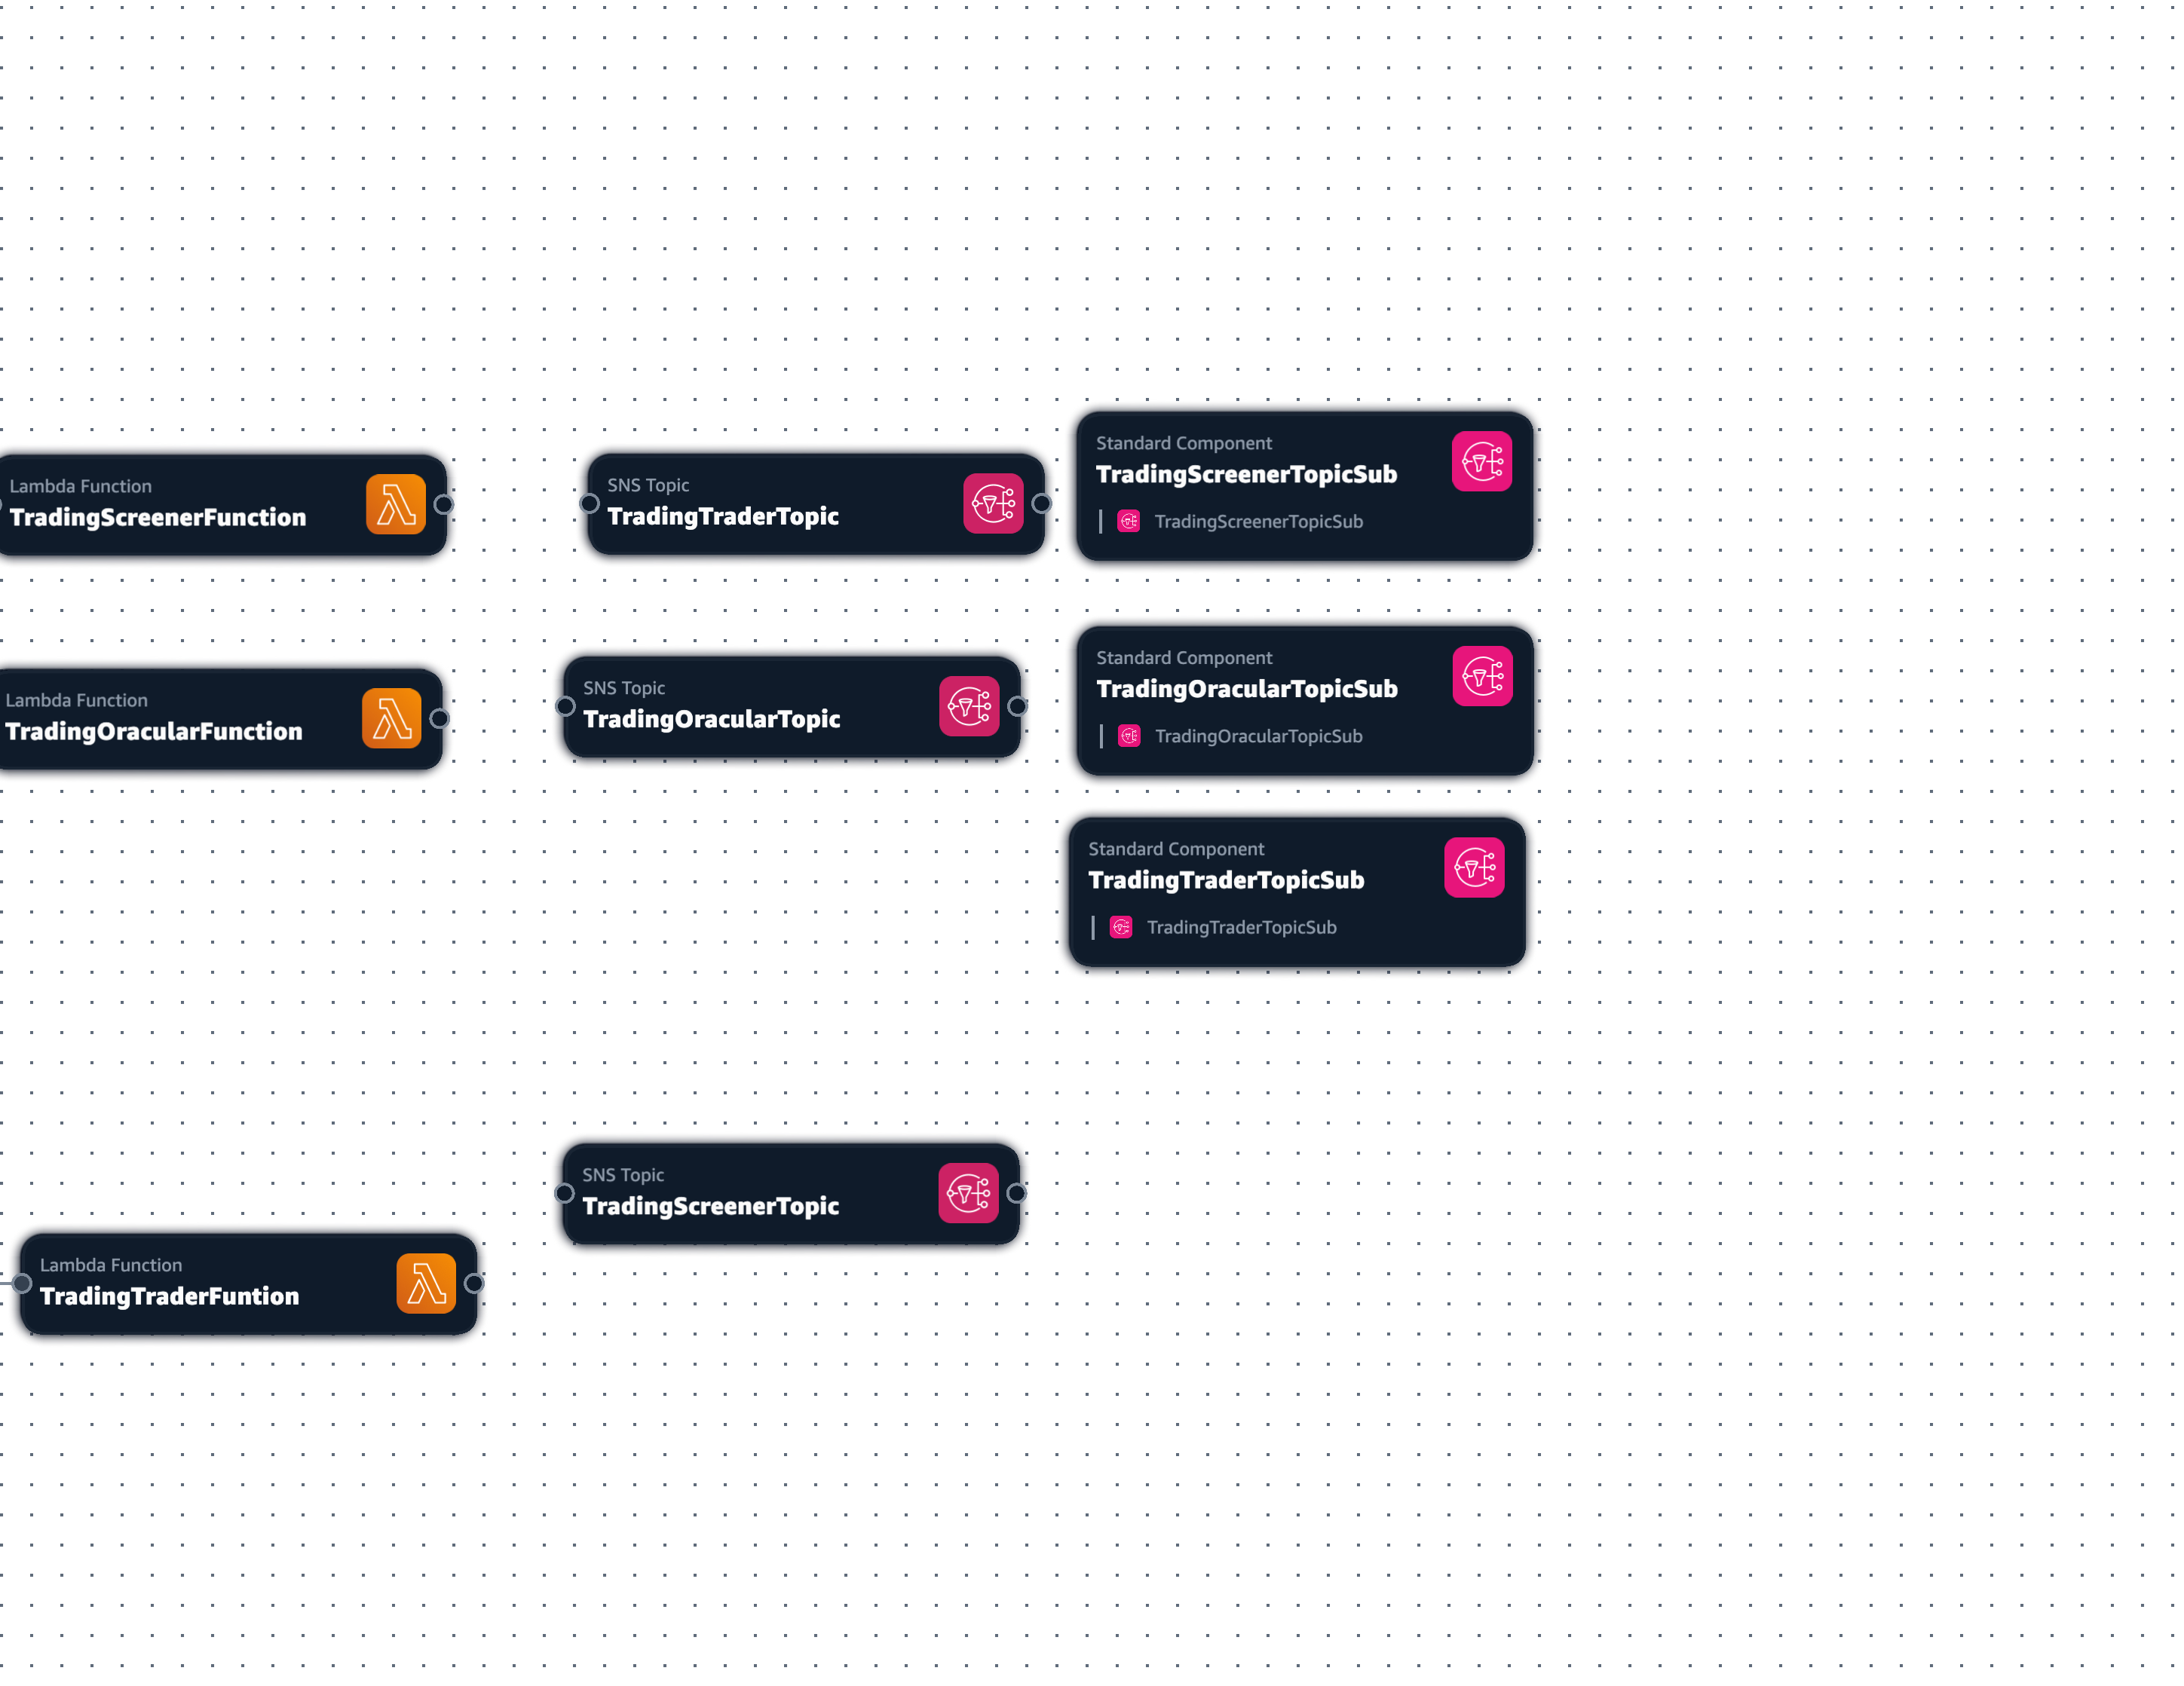 Lambda Function
TradingScreenerFunction
SNS Topic
TradingTraderTopic
Standard Component
TradingScreenerTopicSub
TradingScreenerTopicSub
Lambda Function
TradingOracularFunction
SNS Topic
TradingOracularTopic
Standard Component
TradingOracularTopicSub
TradingOracularTopicSub
Standard Component
TradingTraderTopicSub
TradingTraderTopicSub
SNS Topic
TradingScreenerTopic
Lambda Function
TradingTraderFuntion